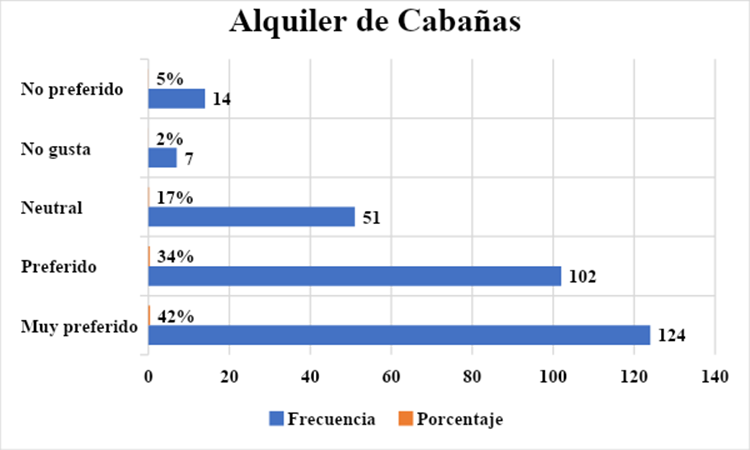 Alquiler de Cabañas
No preferido
5%
14
No gusta
2%
7
Neutral
17%
51
Preferido
34%
102
Muy preferido
42%
124
0 20 40 60 80 100 120 140
Frecuencia Porcentaje